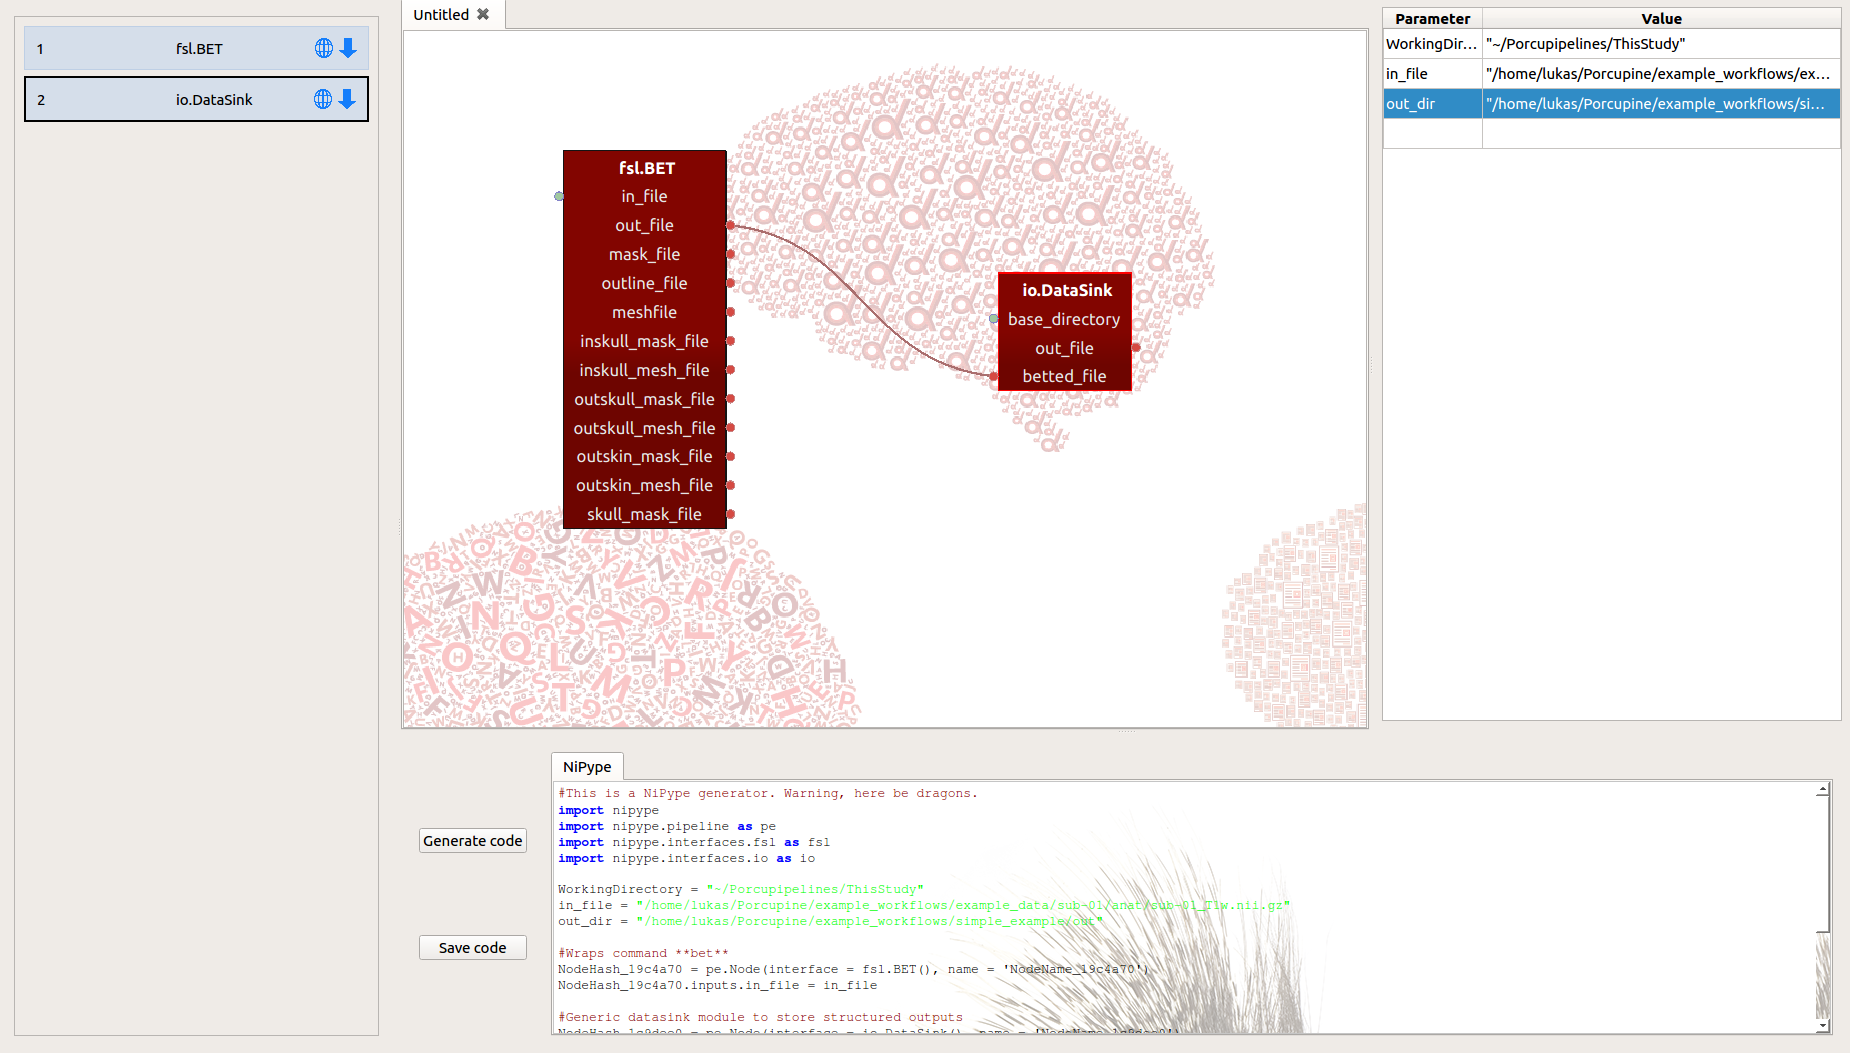 1 fsl.BET
2 io.DataSink
Untitled
fsl.BET
in_file
out_file
mask_file
outline_file
meshfile
inskull_mask_file
inskull_mesh_file
outskull_mask_file
outskull_mesh_file
outskin_mask_file
outskin_mesh_file
skull_mask_file
io.DataSink
base_directory
out_file
betted_file
Parameter Value
WorkingDir... "~/Porcupipelines/ThisStudy"
in_file "/home/lukas/Porcupine/example_workflows/ex...
out_dir "/home/lukas/Porcupine/example_workflows/si...
Generate code
Save code
NiPype
#This is a NiPype generator. Warning, here be dragons.
import nipype
import nipype.pipeline as pe
import nipype.interfaces.fsl as fsl
import nipype.interfaces.io as io
WorkingDirectory = "~/Porcupipelines/ThisStudy"
in_file = "/home/lukas/Porcupine/example_workflows/example_data/sub-01/anat/sub-01_T1w.nii.gz"
out_dir = "/home/lukas/Porcupine/example_workflows/simple_example/out"
#Wraps command **bet**
NodeHash_19c4a70 = pe.Node(interface = fsl.BET(), name = 'NodeName_19c4a70')
NodeHash_19c4a70.inputs.in_file = in_file
#Generic datasink module to store structured outputs